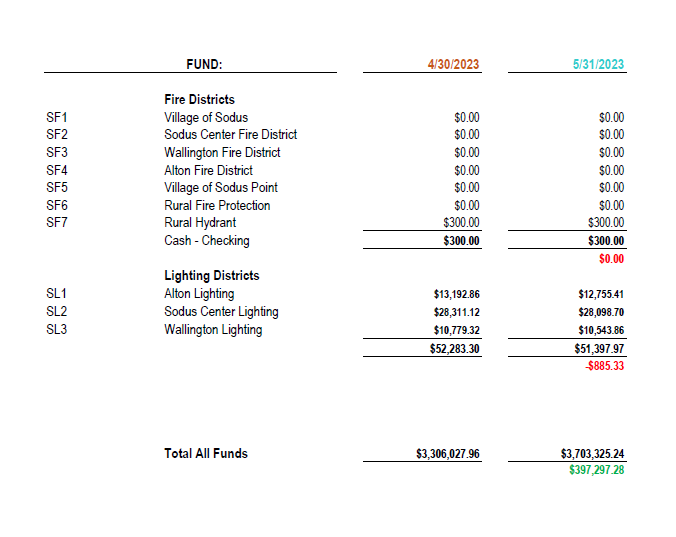 FUND: 4/30/2023 5/31/2023
Fire Districts
SF1 Village of Sodus $0.00 $0.00
SF2 Sodus Center Fire District $0.00 $0.00
SF3 Wallington Fire District $0.00 $0.00
SF4 Alton Fire District $0.00 $0.00
SF5 Village of Sodus Point $0.00 $0.00
SF6 Rural Fire Protection $0.00 $0.00
SF7 Rural Hydrant $300.00 $300.00
Cash - Checking $300.00 $300.00
$0.00
Lighting Districts
SL1 Alton Lighting $13,192.86 $12,755.41
SL2 Sodus Center Lighting $28,311.12 $28,098.70
SL3 Wallington Lighting $10,779.32 $10,543.86
$52,283.30 $51,397.97
-$885.33
Total All Funds $3,306,027.96 $3,703,325.24
$397,297.28